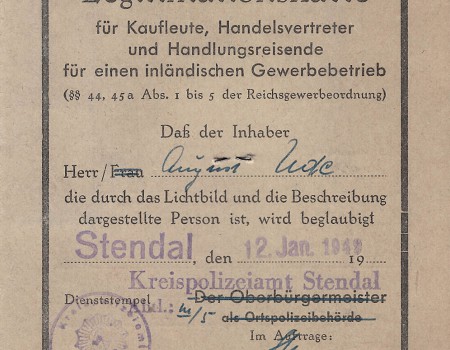 Legitimationskarte
für Kaufleute, Handelsvertreter
und Handlungsreisende
für einen inländischen Gewerbebetrieb
(§§ 44, 45a Abs. 1 bis 5 der Reichsgewerbeordnung)
Daß der Inhaber
Herr/Frau August
die durch das Lichtbild und die Beschreibung
dargestellte Person ist, wird beglaubigt
Stendal, den 12. Jan. 1948 19
Kreispolizeiamt Stendal
Dienststempel Der Oberbürgermeister
als Ortspolizeibehörde
Im Auftrage: